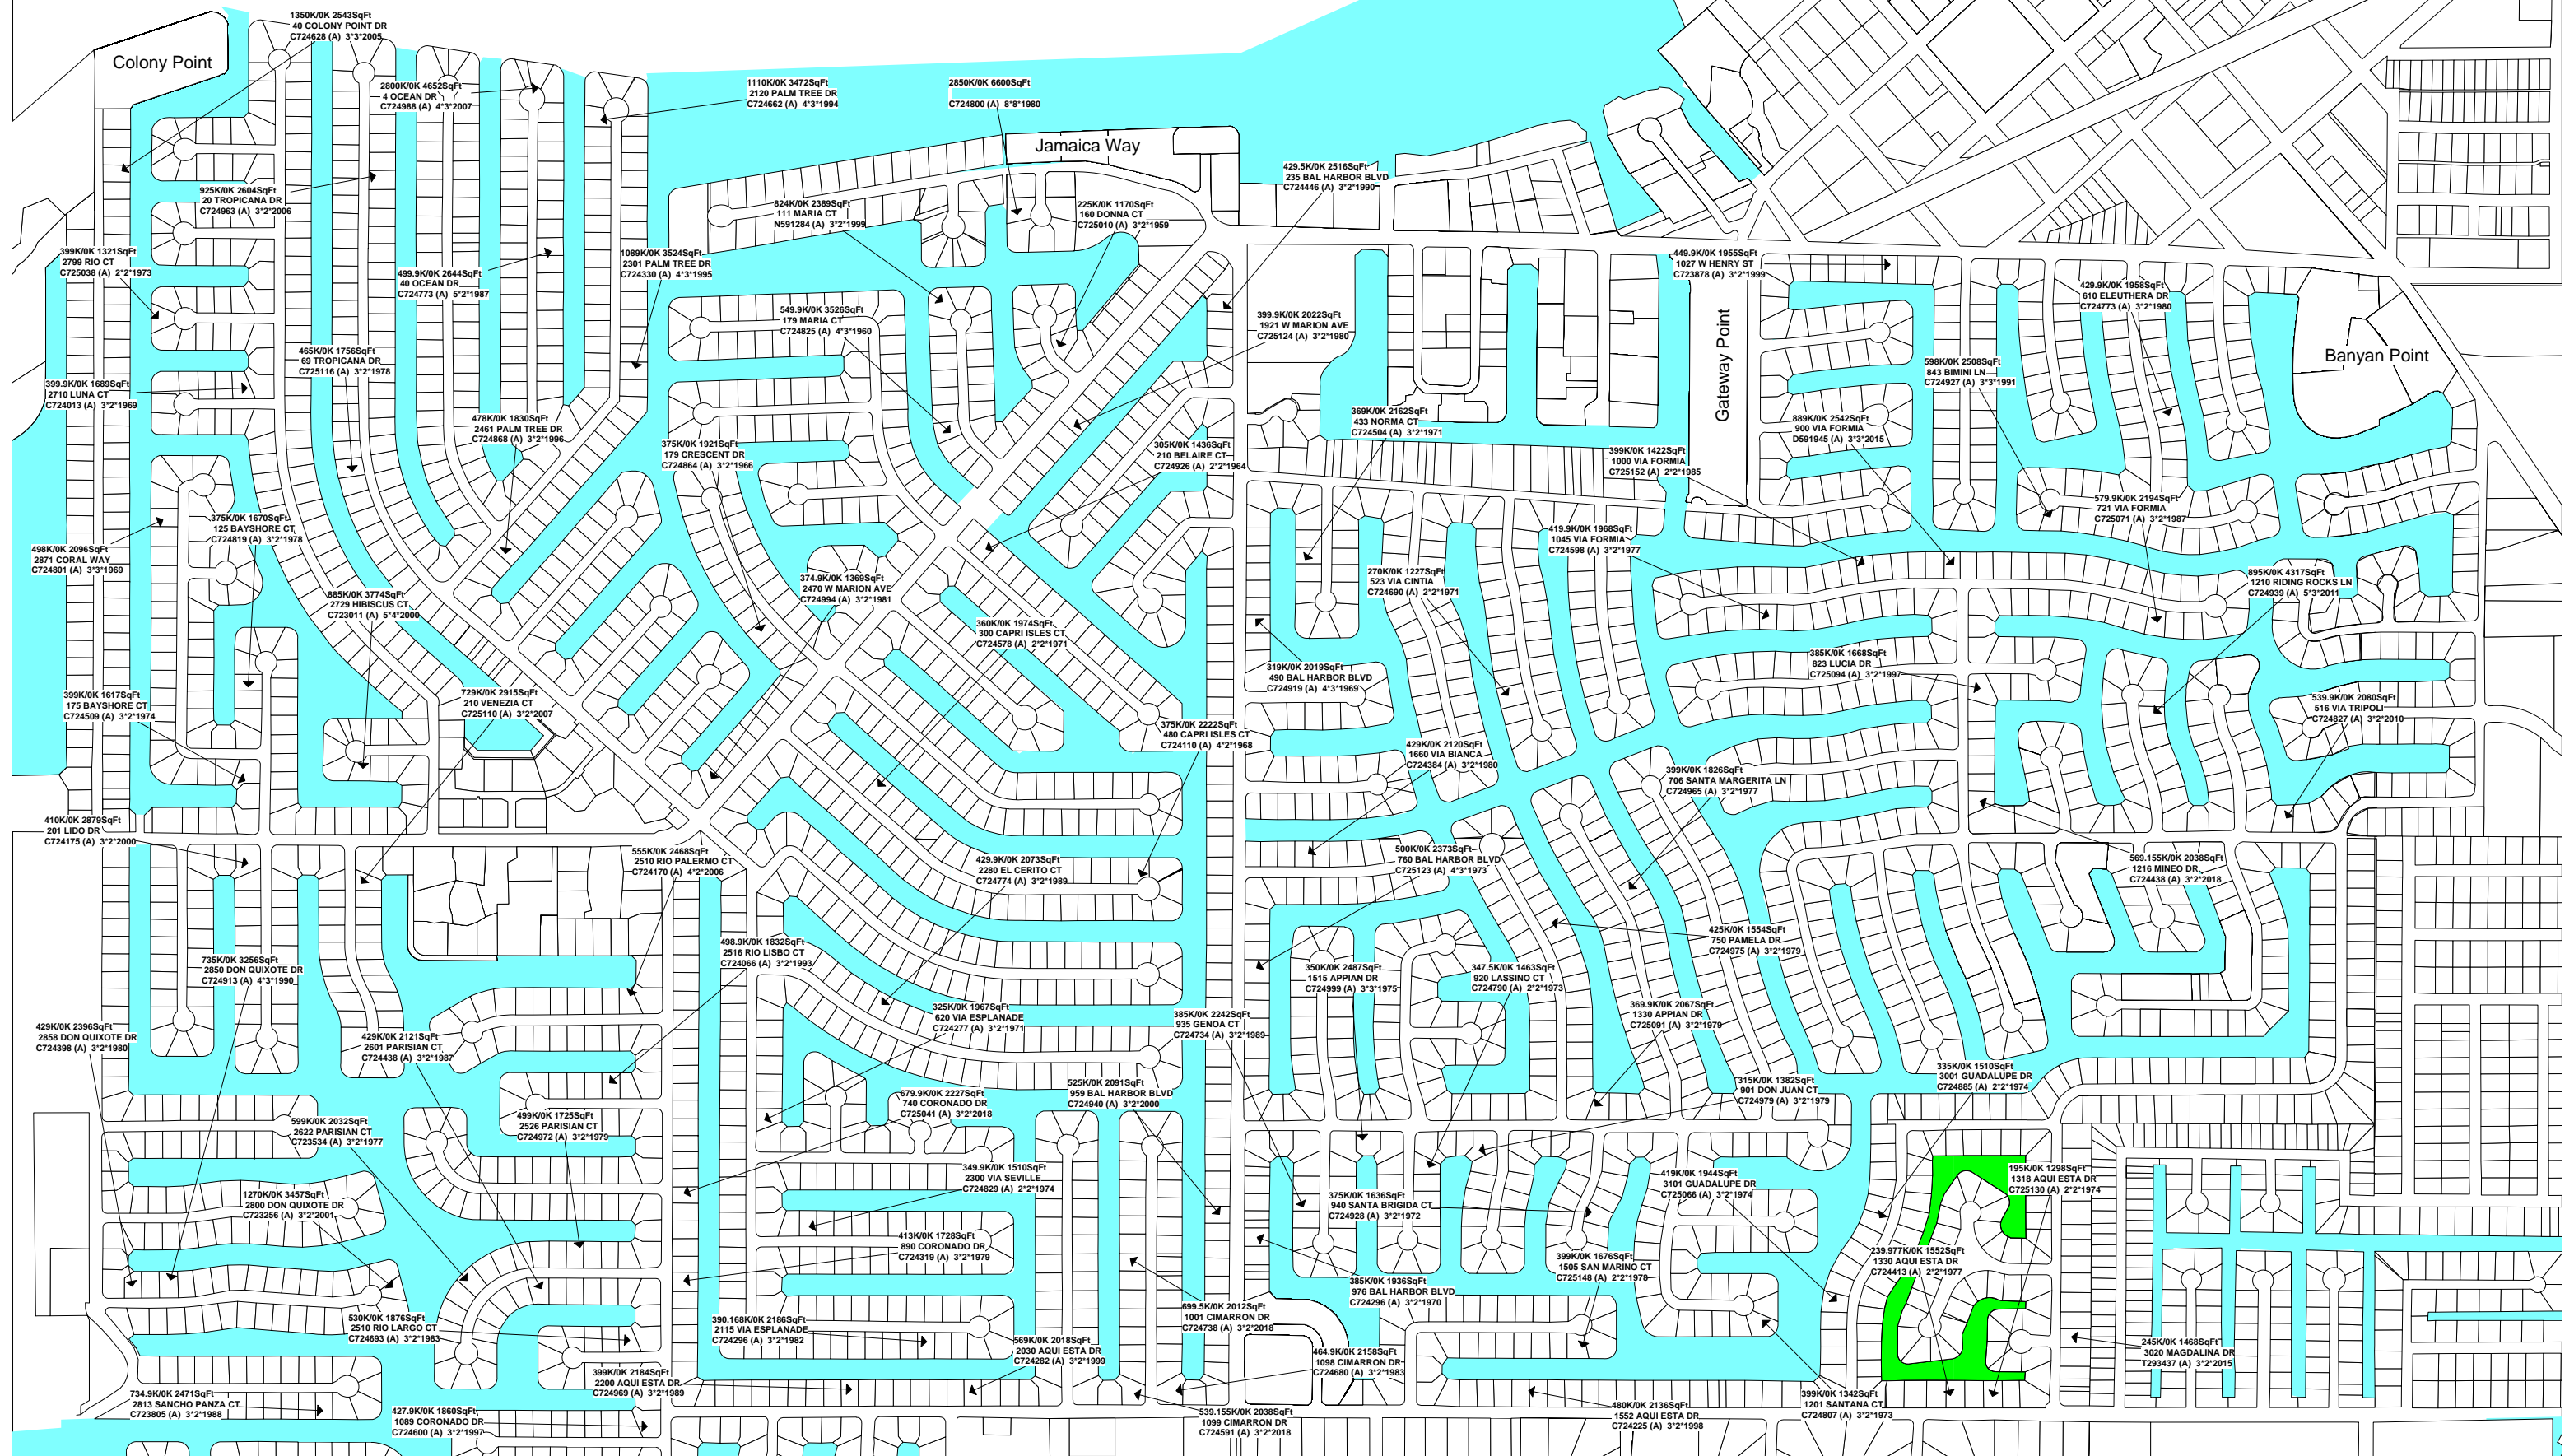 1350K/0K 2543SqFt
40 COLONY POINT DR
C724628 (A) 3*3*2005
Colony Point
2800K/0K 4652SqFt
4 OCEAN DR
C724988 (A) 4*3*2007
1110K/0K 3472SqFt
2120 PALM TREE DR
C724662 (A) 4*3*1994
2850K/0K 6600SqFt
C724800 (A) 8*8*1980
Jamaica Way
429.5K/0K 2516SqFt
235 BAL HARBOR BLVD
C724446 (A) 3*2*1990
925K/0K 2604SqFt
20 TROPICANA DR
C724963 (A) 3*2*2006
824K/0K 2389SqFt
111 MARIA CT
N591284 (A) 3*2*1999
225K/0K 1170SqFt
160 DONNA CT
C725010 (A) 3*2*1959
399K/0K 1321SqFt
2799 RIO CT
C725038 (A) 2*2*1973
499.9K/0K 2644SqFt
40 OCEAN DR
C724773 (A) 5*2*1987
1089K/0K 3524SqFt
2301 PALM TREE DR
C724330 (A) 4*3*1995
449.9K/0K 1955SqFt
1027 W HENRY ST
C723878 (A) 3*2*1999
429.9K/0K 1958SqFt
610 ELEUTHERA DR
C724773 (A) 3*2*1980
549.9K/0K 3526SqFt
179 MARIA CT
C724825 (A) 4*3*1960
399.9K/0K 2022SqFt
1921 W MARION AVE
C725124 (A) 3*2*1980
Gateway Point
Banyan Point
465K/0K 1756SqFt
69 TROPICANA DR
C725116 (A) 3*2*1978
598K/0K 2508SqFt
843 BIMINI LN
C724927 (A) 3*3*1991
399.9K/0K 1689SqFt
2710 LUNA CT
C724013 (A) 3*2*1969
478K/0K 1830SqFt
2461 PALM TREE DR
C724868 (A) 3*2*1996
369K/0K 2162SqFt
433 NORMA CT
C724504 (A) 3*2*1971
889K/0K 2542SqFt
900 VIA FORMIA
D591945 (A) 3*3*2015
375K/0K 1921SqFt
179 CRESCENT DR
C724864 (A) 3*2*1966
305K/0K 1436SqFt
210 BELAIRE CT
C724926 (A) 2*2*1964
399K/0K 1422SqFt
1000 VIA FORMIA
C725152 (A) 2*2*1985
579.9K/0K 2194SqFt
721 VIA FORMIA
C725071 (A) 3*2*1987
375K/0K 1670SqFt
125 BAYSHORE CT
C724819 (A) 3*2*1978
419.9K/0K 1968SqFt
1045 VIA FORMIA
C724598 (A) 3*2*1977
498K/0K 2096SqFt
2871 CORAL WAY
C724801 (A) 3*3*1969
374.9K/0K 1369SqFt
2470 W MARION AVE
C724994 (A) 3*2*1981
270K/0K 1227SqFt
523 VIA CINTIA
C724690 (A) 2*2*1971
895K/0K 4317SqFt
1210 RIDING ROCKS LN
C724939 (A) 5*3*2011
885K/0K 3774SqFt
2729 HIBISCUS CT
C723011 (A) 5*4*2000
360K/0K 1974SqFt
300 CAPRI ISLES CT
C724578 (A) 2*2*1971
319K/0K 2019SqFt
490 BAL HARBOR BLVD
C724919 (A) 4*3*1969
385K/0K 1668SqFt
823 LUCIA DR
C725094 (A) 3*2*1997
399K/0K 1617SqFt
175 BAYSHORE CT
C724509 (A) 3*2*1974
729K/0K 2915SqFt
210 VENEZIA CT
C725110 (A) 3*2*2007
539.9K/0K 2080SqFt
516 VIA TRIPOLI
C724827 (A) 3*2*2010
375K/0K 2222SqFt
480 CAPRI ISLES CT
C724110 (A) 4*2*1968
429K/0K 2120SqFt
1660 VIA BIANCA
C724384 (A) 3*2*1980
399K/0K 1826SqFt
706 SANTA MARGERITA LN
C724965 (A) 3*2*1977
410K/0K 2879SqFt
201 LIDO DR
C724175 (A) 3*2*2000
555K/0K 2468SqFt
2510 RIO PALERMO CT
C724170 (A) 4*2*2006
429.9K/0K 2073SqFt
2280 EL CERITO CT
C724774 (A) 3*2*1989
500K/0K 2373SqFt
760 BAL HARBOR BLVD
C725123 (A) 4*3*1973
569.155K/0K 2038SqFt
1216 MINEO DR
C724438 (A) 3*2*2018
735K/0K 3256SqFt
2850 DON QUIXOTE DR
C724913 (A) 4*3*1990
498.9K/0K 1832SqFt
2516 RIO LISBO CT
C724066 (A) 3*2*1993
425K/0K 1554SqFt
750 PAMELA DR
C724975 (A) 3*2*1979
350K/0K 2487SqFt
1515 APPIAN DR
C724999 (A) 3*3*1975
347.5K/0K 1463SqFt
920 LASSINO CT
C724790 (A) 2*2*1973
429K/0K 2396SqFt
2858 DON QUIXOTE DR
C724398 (A) 3*2*1980
429K/0K 2121SqFt
2601 PARISIAN CT
C724438 (A) 3*2*1987
325K/0K 1967SqFt
620 VIA ESPLANADE
C724277 (A) 3*2*1971
385K/0K 2242SqFt
935 GENOA CT
C724734 (A) 3*2*1989
369.9K/0K 2067SqFt
1330 APPIAN DR
C725091 (A) 3*2*1979
335K/0K 1510SqFt
3001 GUADALUPE DR
C724885 (A) 2*2*1974
679.9K/0K 2227SqFt
740 CORONADO DR
C725041 (A) 3*2*2018
525K/0K 2091SqFt
959 BAL HARBOR BLVD
C724940 (A) 3*2*2000
315K/0K 1382SqFt
901 DON JUAN CT
C724979 (A) 3*2*1979
599K/0K 2032SqFt
2622 PARISIAN CT
C723534 (A) 3*2*1977
499K/0K 1725SqFt
2526 PARISIAN CT
C724972 (A) 3*2*1979
349.9K/0K 1510SqFt
2300 VIA SEVILLE
C724829 (A) 2*2*1974
419K/0K 1944SqFt
3101 GUADALUPE DR
C725066 (A) 3*2*1974
195K/0K 1298SqFt
1318 AQUI ESTA DR
C725130 (A) 2*2*1974
1270K/0K 3457SqFt
2800 DON QUIXOTE DR
C723256 (A) 3*2*2001
375K/0K 1636SqFt
940 SANTA BRIGIDA CT
C724928 (A) 3*2*1972
413K/0K 1728SqFt
890 CORONADO DR
C724319 (A) 3*2*1979
399K/0K 1676SqFt
1505 SAN MARINO CT
C725148 (A) 2*2*1978
239.977K/0K 1552SqFt
1330 AQUI ESTA DR
C724413 (A) 2*2*1977
385K/0K 1936SqFt
976 BAL HARBOR BLVD
C724296 (A) 3*2*1970
530K/0K 1876SqFt
2510 RIO LARGO CT
C724693 (A) 3*2*1983
390.168K/0K 2186SqFt
2115 VIA ESPLANADE
C724296 (A) 3*2*1982
699.5K/0K 2012SqFt
1001 CIMARRON DR
C724738 (A) 3*2*2018
569K/0K 2018SqFt
2030 AQUI ESTA DR
C724282 (A) 3*2*1999
464.9K/0K 2158SqFt
1098 CIMARRON DR
C724680 (A) 3*2*1983
245K/0K 1468SqFt
3020 MAGDALINA DR
T293437 (A) 3*2*2015
399K/0K 2184SqFt
2200 AQUI ESTA DR
C724969 (A) 3*2*1989
734.9K/0K 2471SqFt
2813 SANCHO PANZA CT
C723805 (A) 3*2*1988
427.9K/0K 1860SqFt
1089 CORONADO DR
C724600 (A) 3*2*1997
539.155K/0K 2038SqFt
1099 CIMARRON DR
C724591 (A) 3*2*2018
480K/0K 2136SqFt
1552 AQUI ESTA DR
C724225 (A) 3*2*1998
399K/0K 1342SqFt
1201 SANTANA CT
C724807 (A) 3*2*1973